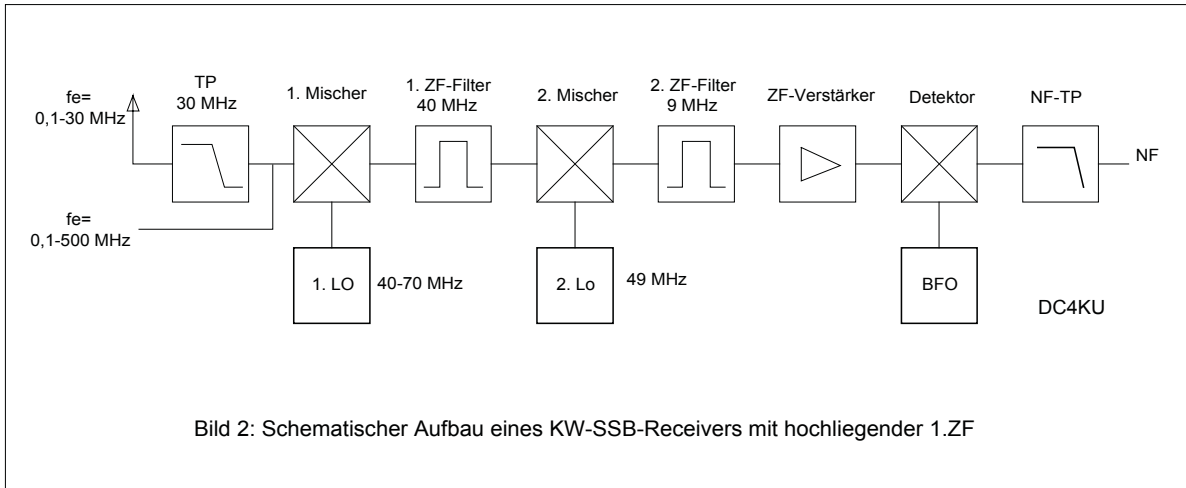 fe=
0,1-30 MHz
TP
30 MHz
1. Mischer
1. ZF-Filter
40 MHz
2. Mischer
2. ZF-Filter
9 MHz
ZF-Verstärker
Detektor
NF-TP
NF
fe=
0,1-500 MHz
1. LO
40-70 MHz
2. Lo
49 MHz
BFO
DC4KU
Bild 2: Schematischer Aufbau eines KW-SSB-Receivers mit hochliegender 1.ZF